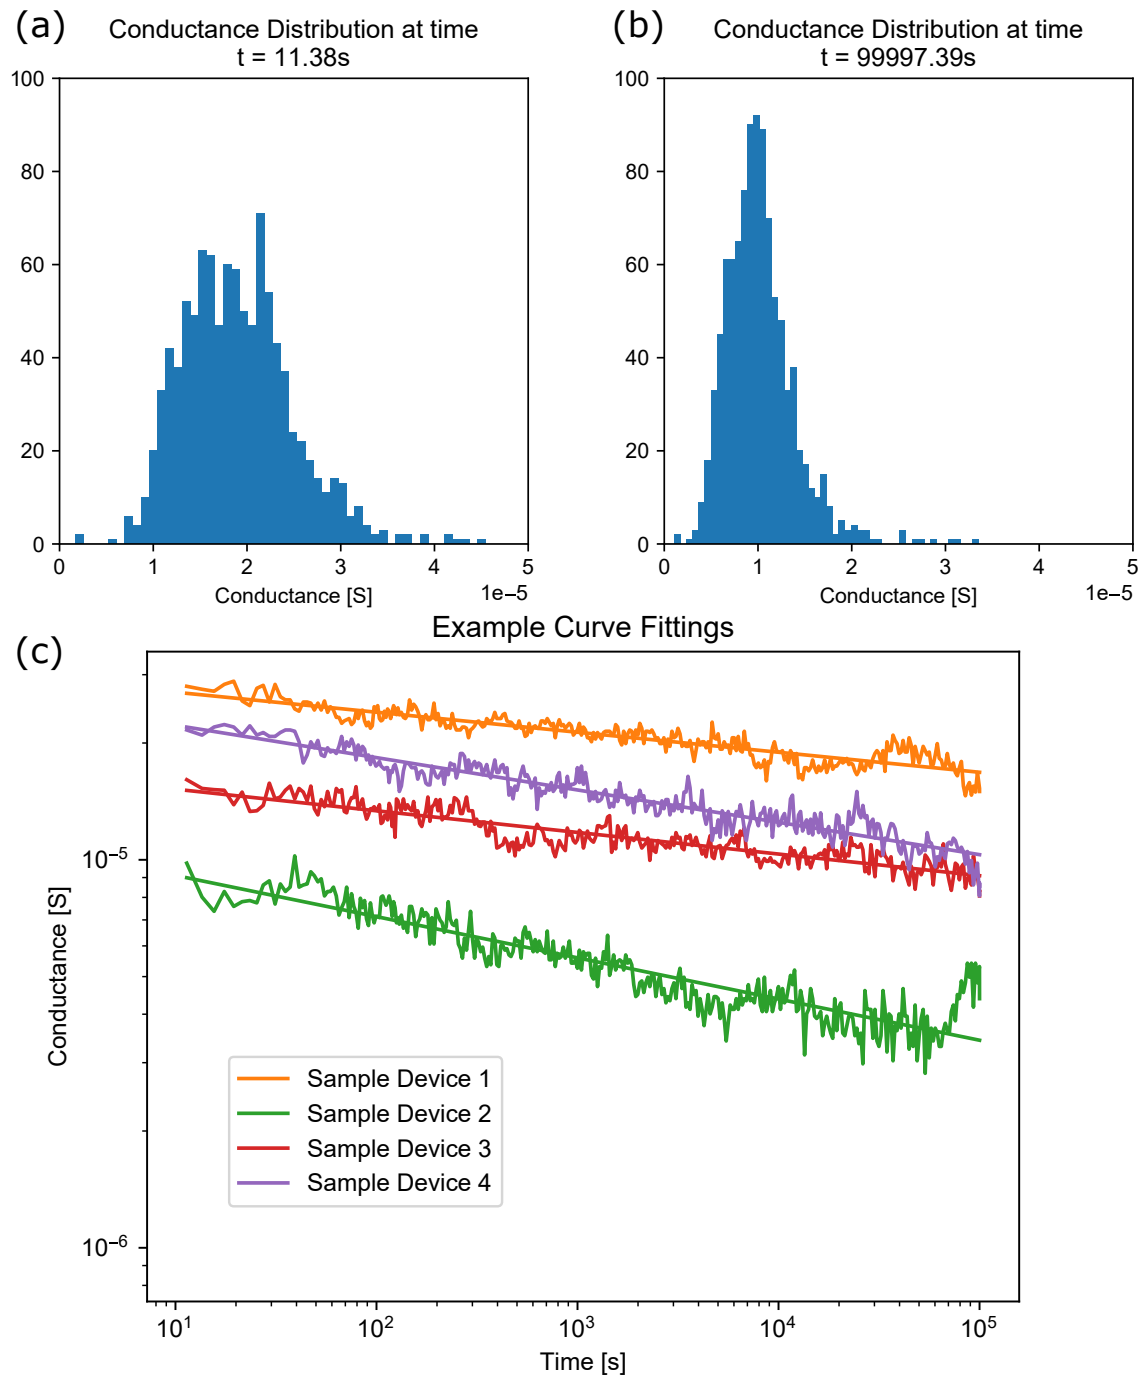 (a)
Conductance Distribution at time
t = 11.38s
100
80
60
40
20
0
0 1 2 3 4 5
1e−5
Conductance [S]
(b)
Conductance Distribution at time
t = 99997.39s
100
80
60
40
20
0
0 1 2 3 4 5
1e−5
Conductance [S]
(c)
Example Curve Fittings
Conductance [S]
10⁻⁵
10⁻⁶
Sample Device 1
Sample Device 2
Sample Device 3
Sample Device 4
10¹ 10² 10³ 10⁴ 10⁵
Time [s]